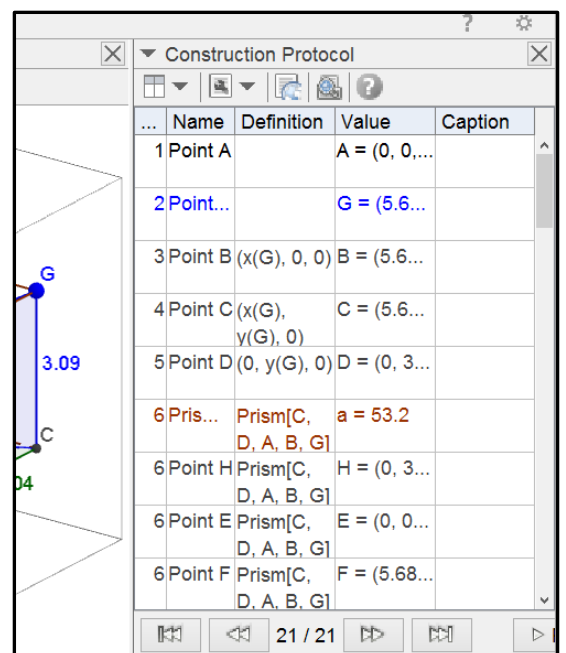 ?
Construction Protocol
?
... Name Definition Value Caption
1 Point A A = (0, 0,...
2 Point... G = (5.6...
3 Point B (x(G), 0, 0) B = (5.6...
4 Point C (x(G), C = (5.6...
y(G), 0)
5 Point D (0, y(G), 0) D = (0, 3...
6 Pris... Prism[C, a = 53.2
D, A, B, G]
6 Point H Prism[C, H = (0, 3...
D, A, B, G]
6 Point E Prism[C, E = (0, 0...
D, A, B, G]
6 Point F Prism[C, F = (5.68...
D, A, B, G]
21 / 21
G
3.09
C
04